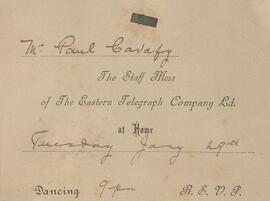 Mr Paul Cavafy
The Staff Mess
of The Eastern Telegraph Company Ld.
at Home
Tuesday Jany 29th
Dancing 9 pm R. S. V. P.